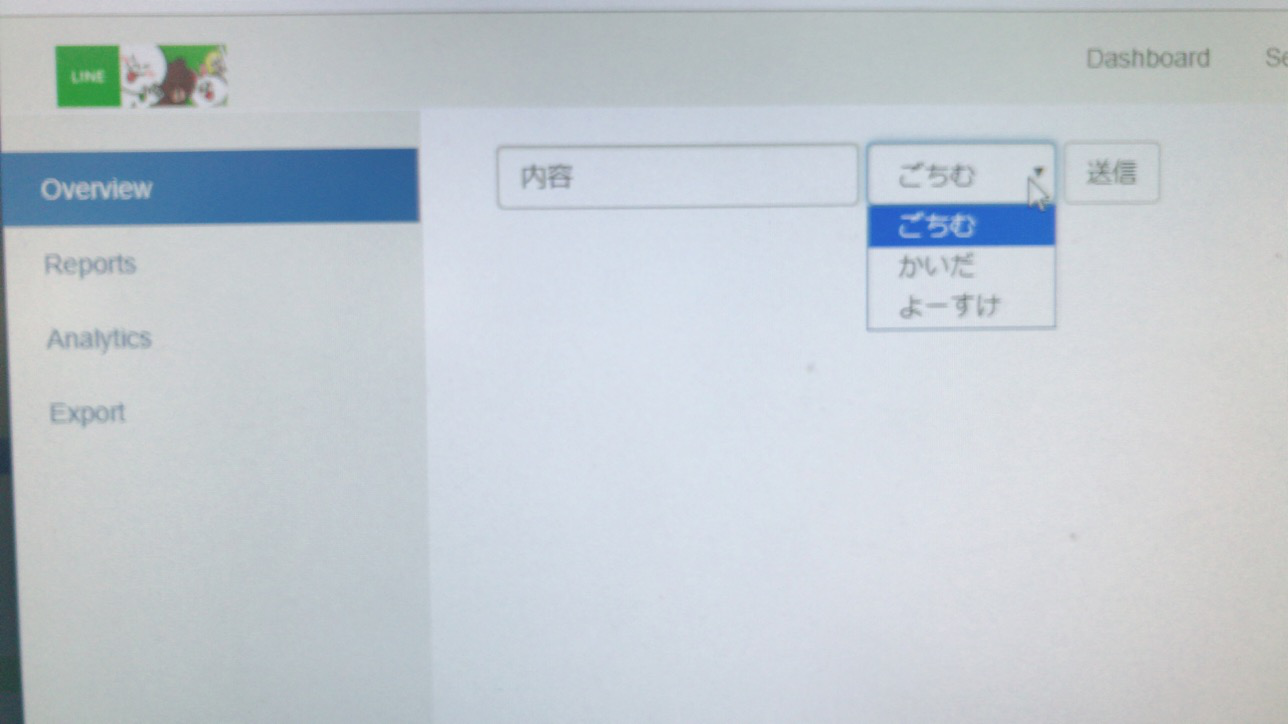 LINE
Dashboard
Overview
Reports
Analytics
Export
内容
ごちむ
送信
ごちむ
かいだ
よーすけ